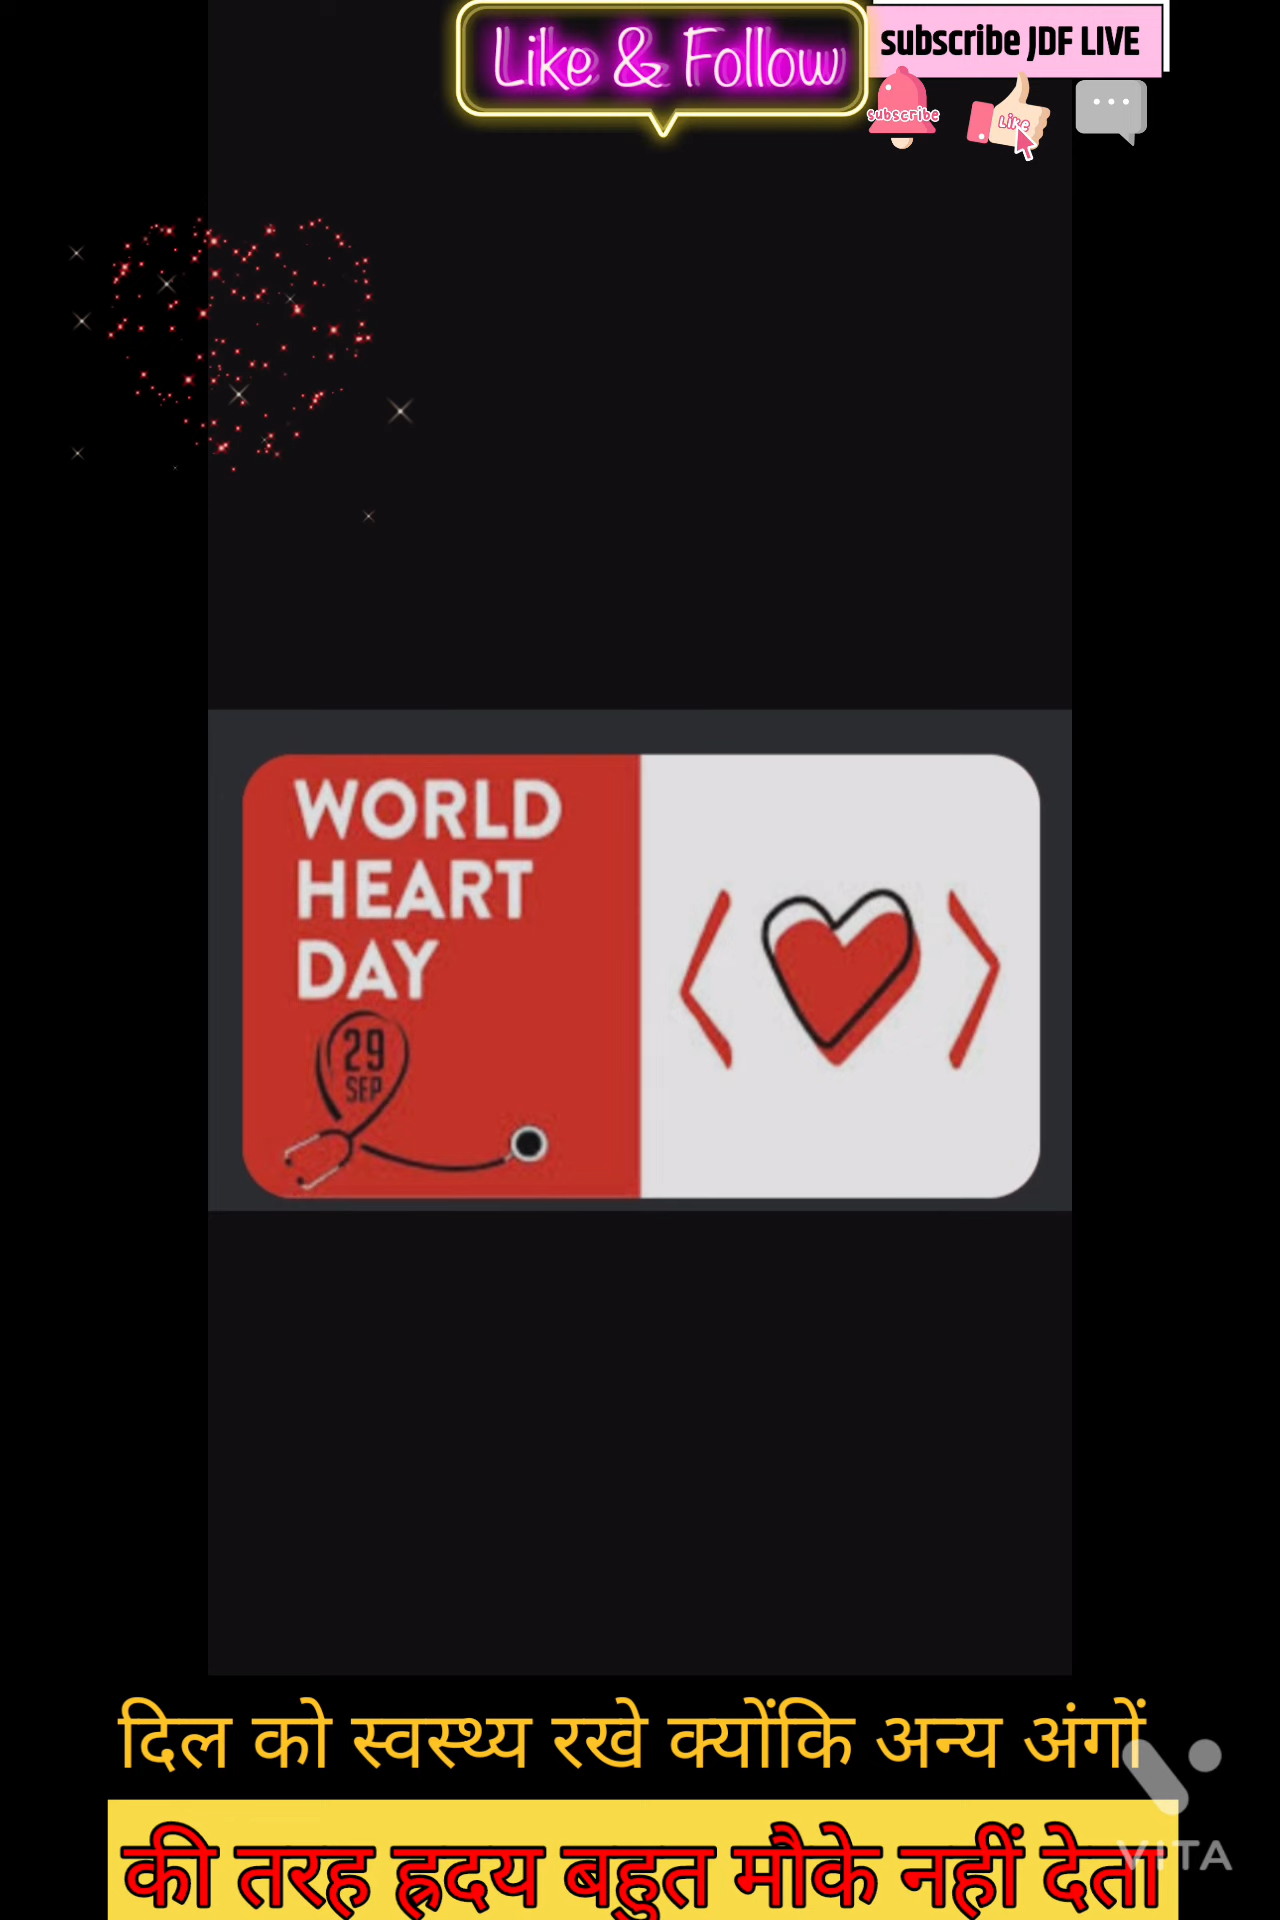 Like & Follow
subscribe JDF LIVE
subscribe
Like
WORLD
HEART
DAY
29
SEP
दिल को स्वस्थ्य रखे क्योंकि अन्य अंगों
की तरह ह्रदय बहुत मौके नहीं देता
VITA